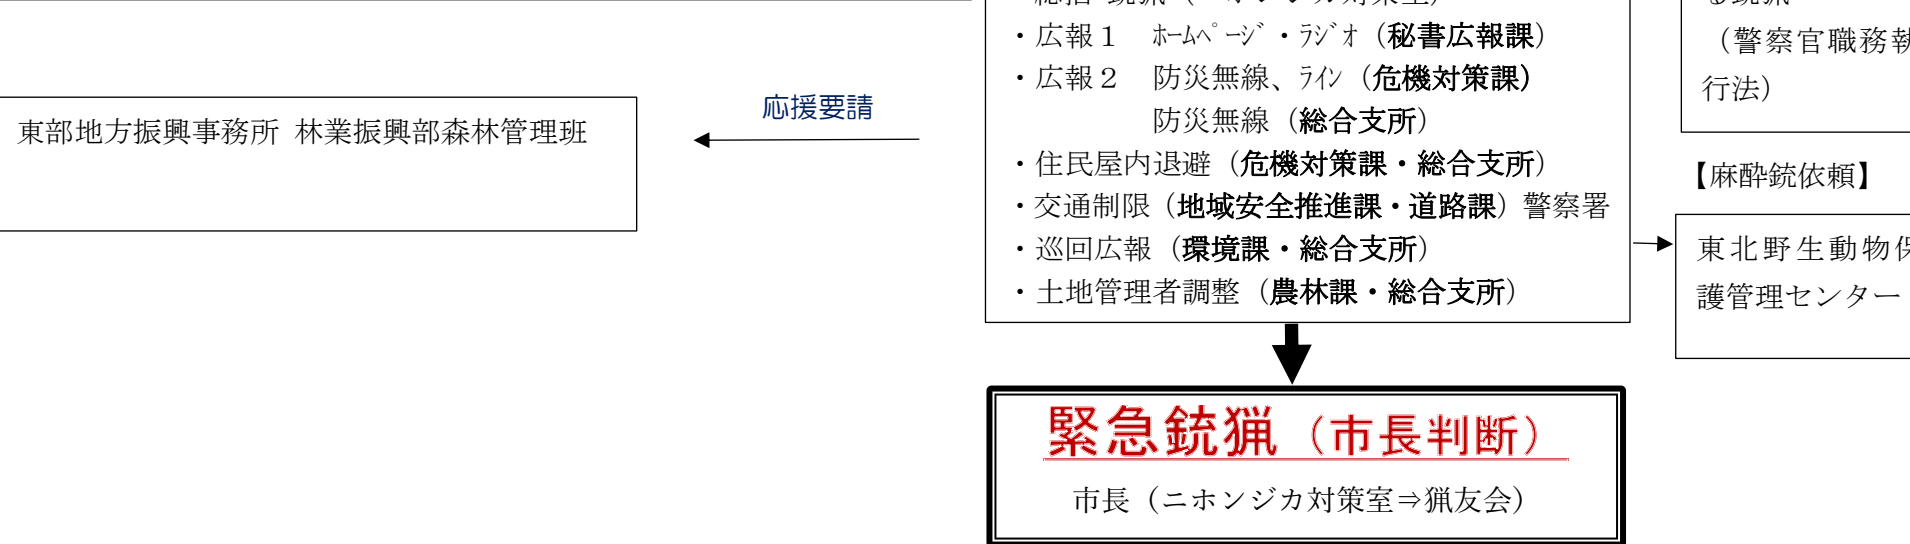 東部地方振興事務所 林業振興部森林管理班
応援要請
・広報１ ﾎｰﾑﾍﾟｰｼﾞ・ﾗｼﾞｵ（秘書広報課）
・広報２ 防災無線、ﾗｲﾝ（危機対策課）
防災無線（総合支所）
・住民屋内退避（危機対策課・総合支所）
・交通制限（地域安全推進課・道路課）警察署
・巡回広報（環境課・総合支所）
・土地管理者調整（農林課・総合支所）
（警察官職務執
行法）
【麻酔銃依頼】
東北野生動物保
護管理センター
緊急銃猟（市長判断）
市長（ニホンジカ対策室⇒猟友会）